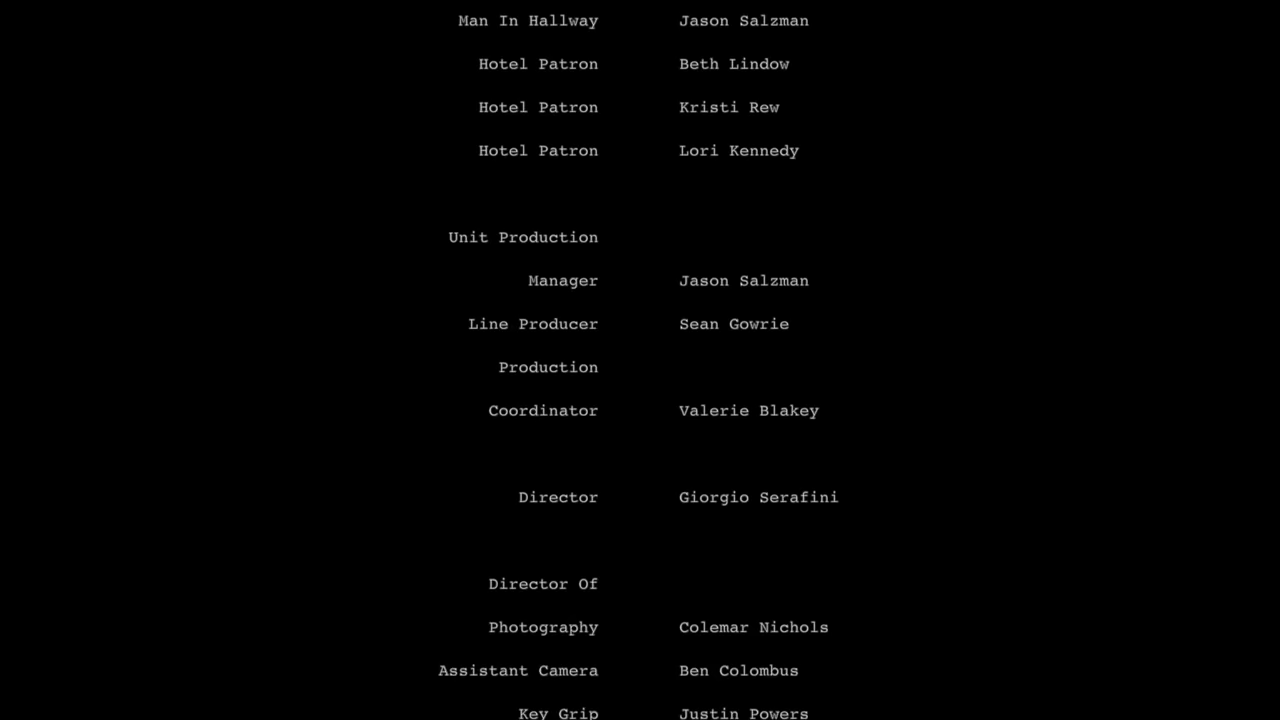 Man In Hallway Jason Salzman
Hotel Patron Beth Lindow
Hotel Patron Kristi Rew
Hotel Patron Lori Kennedy
Unit Production
Manager Jason Salzman
Line Producer Sean Gowrie
Production
Coordinator Valerie Blakey
Director Giorgio Serafini
Director Of
Photography Colemar Nichols
Assistant Camera Ben Colombus
Key Grip Justin Powers